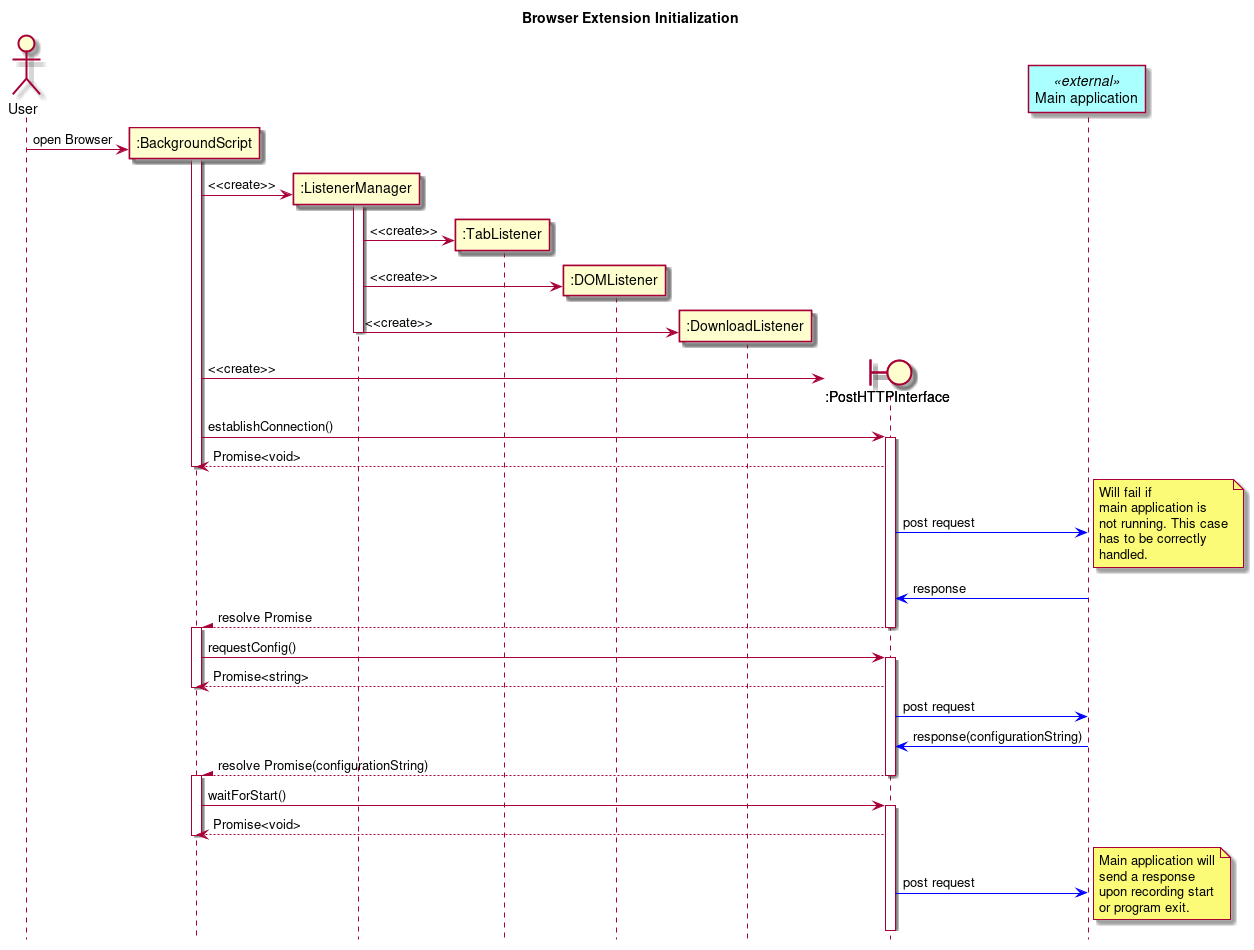 Browser Extension Initialization
User
«external»
Main application
open Browser
:BackgroundScript
<<create>>
:ListenerManager
<<create>>
:TabListener
<<create>>
:DOMListener
<<create>>
:DownloadListener
<<create>>
:PostHTTPInterface
establishConnection()
Promise<void>
Will fail if
main application is
not running. This case
has to be correctly
handled.
post request
response
resolve Promise
requestConfig()
Promise<string>
post request
response(configurationString)
resolve Promise(configurationString)
waitForStart()
Promise<void>
Main application will
send a response
upon recording start
or program exit.
post request